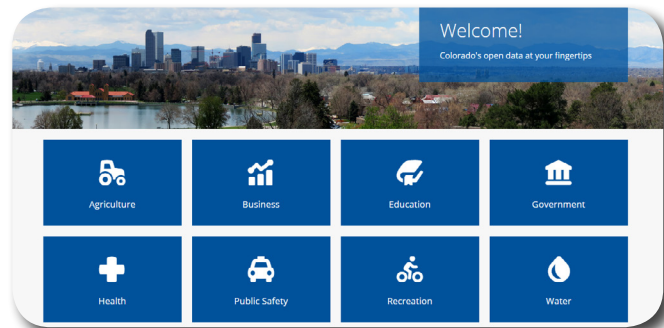 Welcome!
Colorado's open data at your fingertips
Agriculture
Business
Education
Government
Health
Public Safety
Recreation
Water